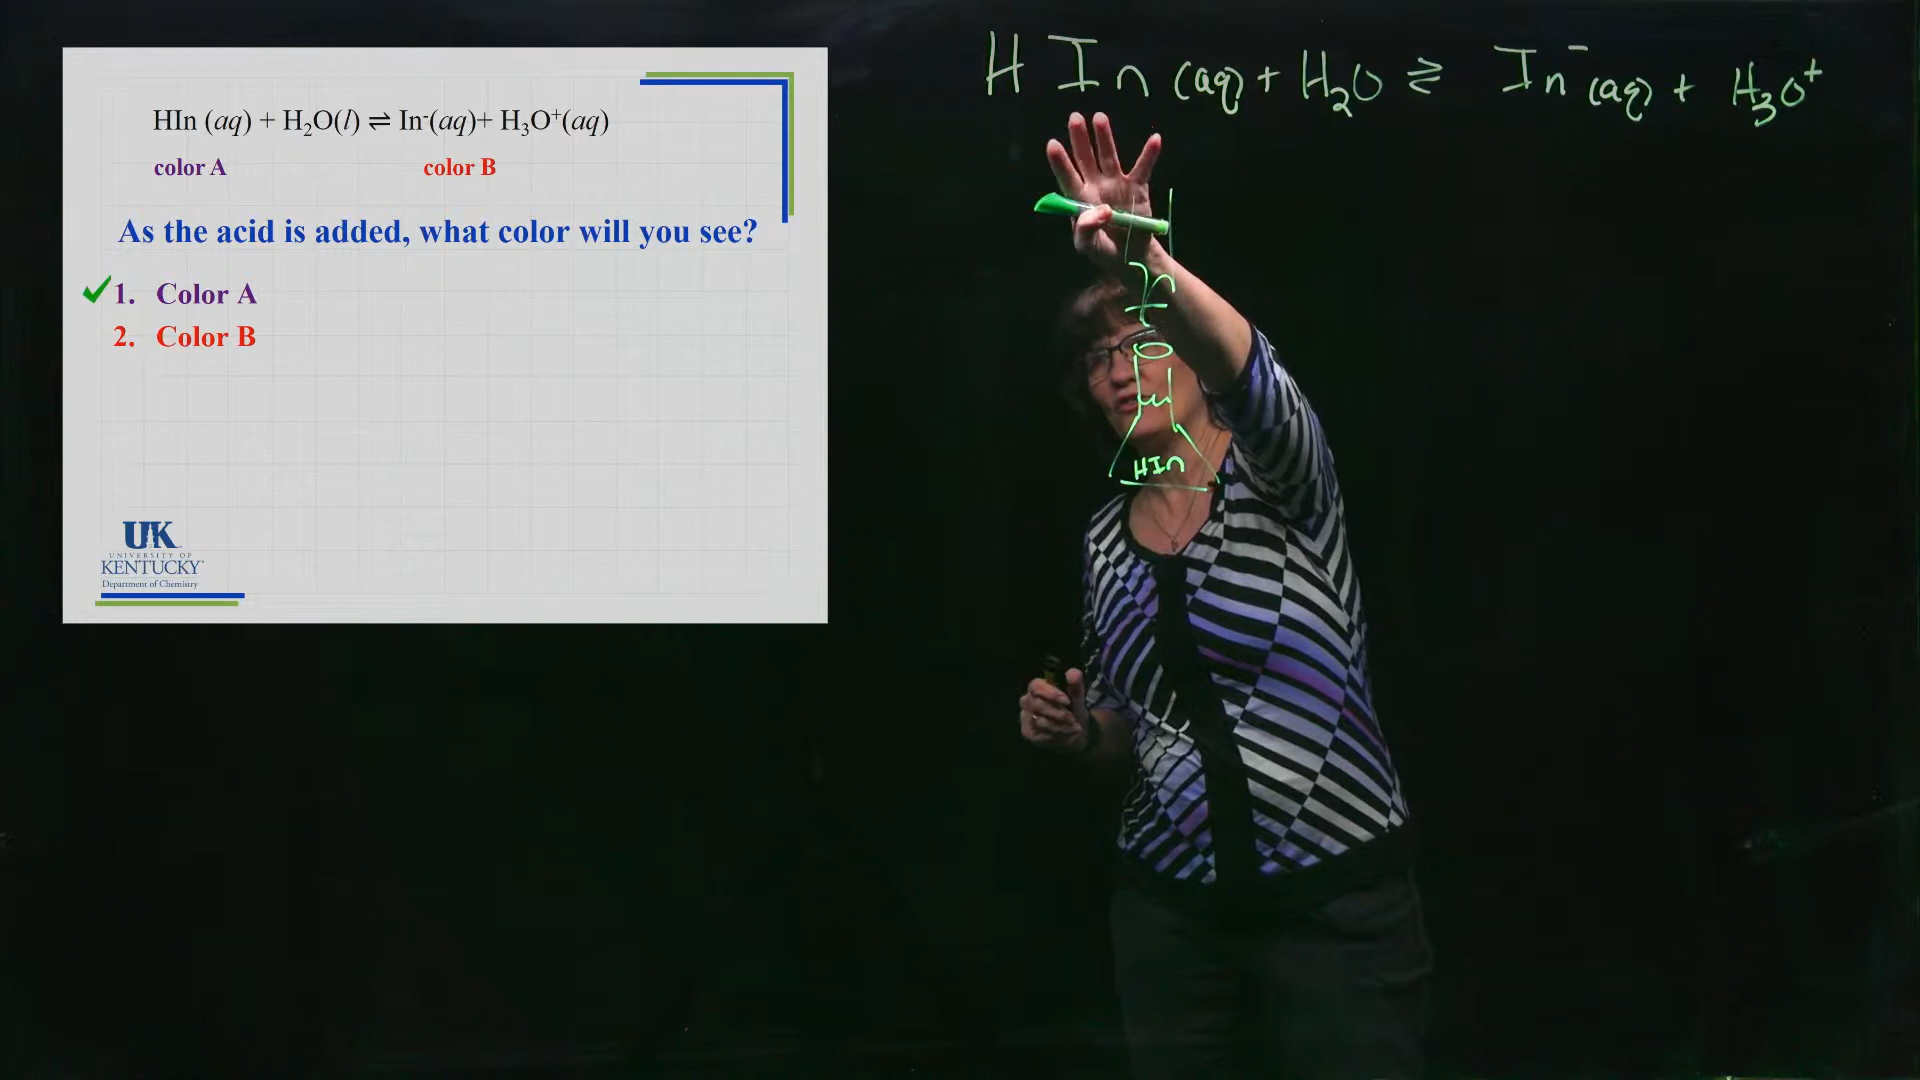 HIn (aq) + H₂O(l) ⇌ In⁻(aq)+ H₃O⁺(aq)
color A color B
As the acid is added, what color will you see?
✓ 1. Color A
2. Color B
UK
UNIVERSITY OF
KENTUCKY
Department of Chemistry
H In (aq) + H₂O ⇌ In⁻ (aq) + H₃O⁺
HIn